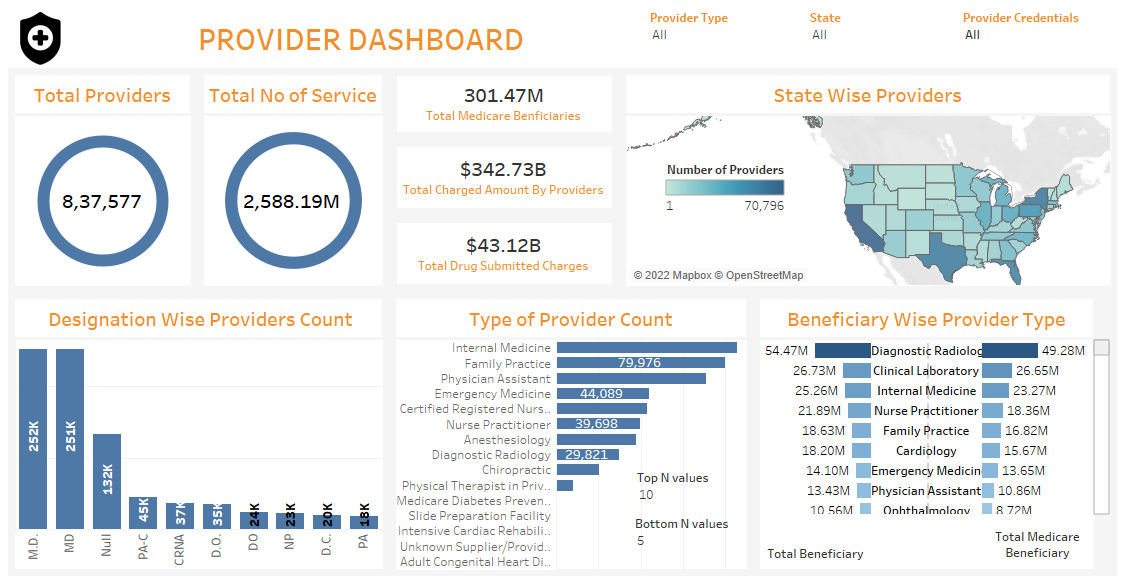 Provider Type
State
Provider Credentials
PROVIDER DASHBOARD
All
All
All
Total Providers
8,37,577
Total No of Service
2,588.19M
301.47M
Total Medicare Benficiaries
$342.73B
Total Charged Amount By Providers
$43.12B
Total Drug Submitted Charges
State Wise Providers
Number of Providers
1
70,796
© 2022 Mapbox © OpenStreetMap
Designation Wise Providers Count
252K
251K
132K
45K
37K
35K
24K
23K
20K
18K
M.D.
MD
Null
PA-C
CRNA
D.O.
DO
NP
D.C.
PA
Type of Provider Count
Internal Medicine
Family Practice 79,976
Physician Assistant
Emergency Medicine 44,089
Certified Registered Nurs..
Nurse Practitioner 39,698
Anesthesiology
Diagnostic Radiology 29,821
Chiropractic
Physical Therapist in Priv..
Medicare Diabetes Preven..
Slide Preparation Facility
Intensive Cardiac Rehabili..
Unknown Supplier/Provid..
Adult Congenital Heart Di..
Top N values
10
Bottom N values
5
Beneficiary Wise Provider Type
54.47M Diagnostic Radiolog 49.28M
26.73M Clinical Laboratory 26.65M
25.26M Internal Medicine 23.27M
21.89M Nurse Practitioner 18.36M
18.63M Family Practice 16.82M
18.20M Cardiology 15.67M
14.10M Emergency Medicin 13.65M
13.43M Physician Assistant 10.86M
10.56M Ophthalmology 8.72M
Total Beneficiary
Total Medicare
Beneficiary